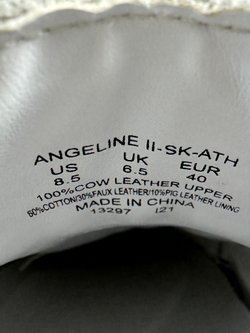 ANGELINE II-SK-ATH
US UK EUR
8.5 6.5 40
100%COW LEATHER UPPER
60%COTTON/30%FAUX LEATHER/10%PIG LEATHER LINING
MADE IN CHINA
13297 I21